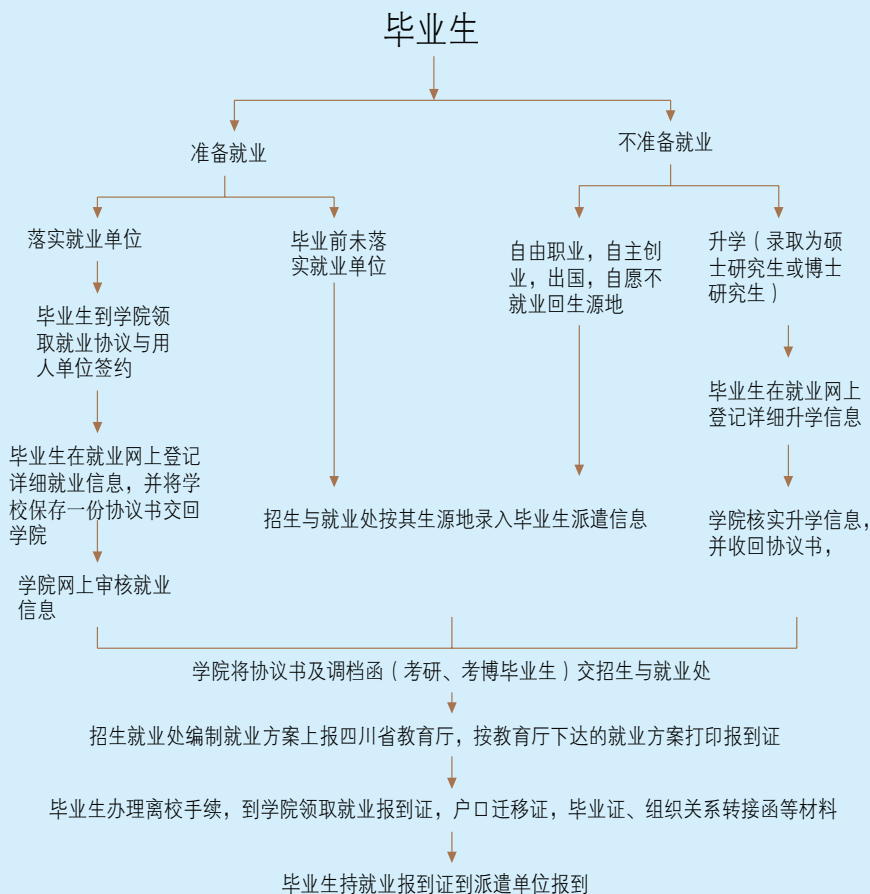 毕业生
准备就业
不准备就业
落实就业单位
毕业前未落
实就业单位
自由职业，自主创
业，出国，自愿不
就业回生源地
升学（录取为硕
士研究生或博士
研究生）
毕业生到学院领
取就业协议与用
人单位签约
毕业生在就业网上
登记详细升学信息
毕业生在就业网上登记
详细就业信息，并将学
校保存一份协议书交回
学院
招生与就业处按其生源地录入毕业生派遣信息
学院核实升学信息，
并收回协议书，
学院网上审核就业
信息
学院将协议书及调档函（考研、考博毕业生）交招生与就业处
招生就业处编制就业方案上报四川省教育厅，按教育厅下达的就业方案打印报到证
毕业生办理离校手续，到学院领取就业报到证，户口迁移证，毕业证、组织关系转接函等材料
毕业生持就业报到证到派遣单位报到